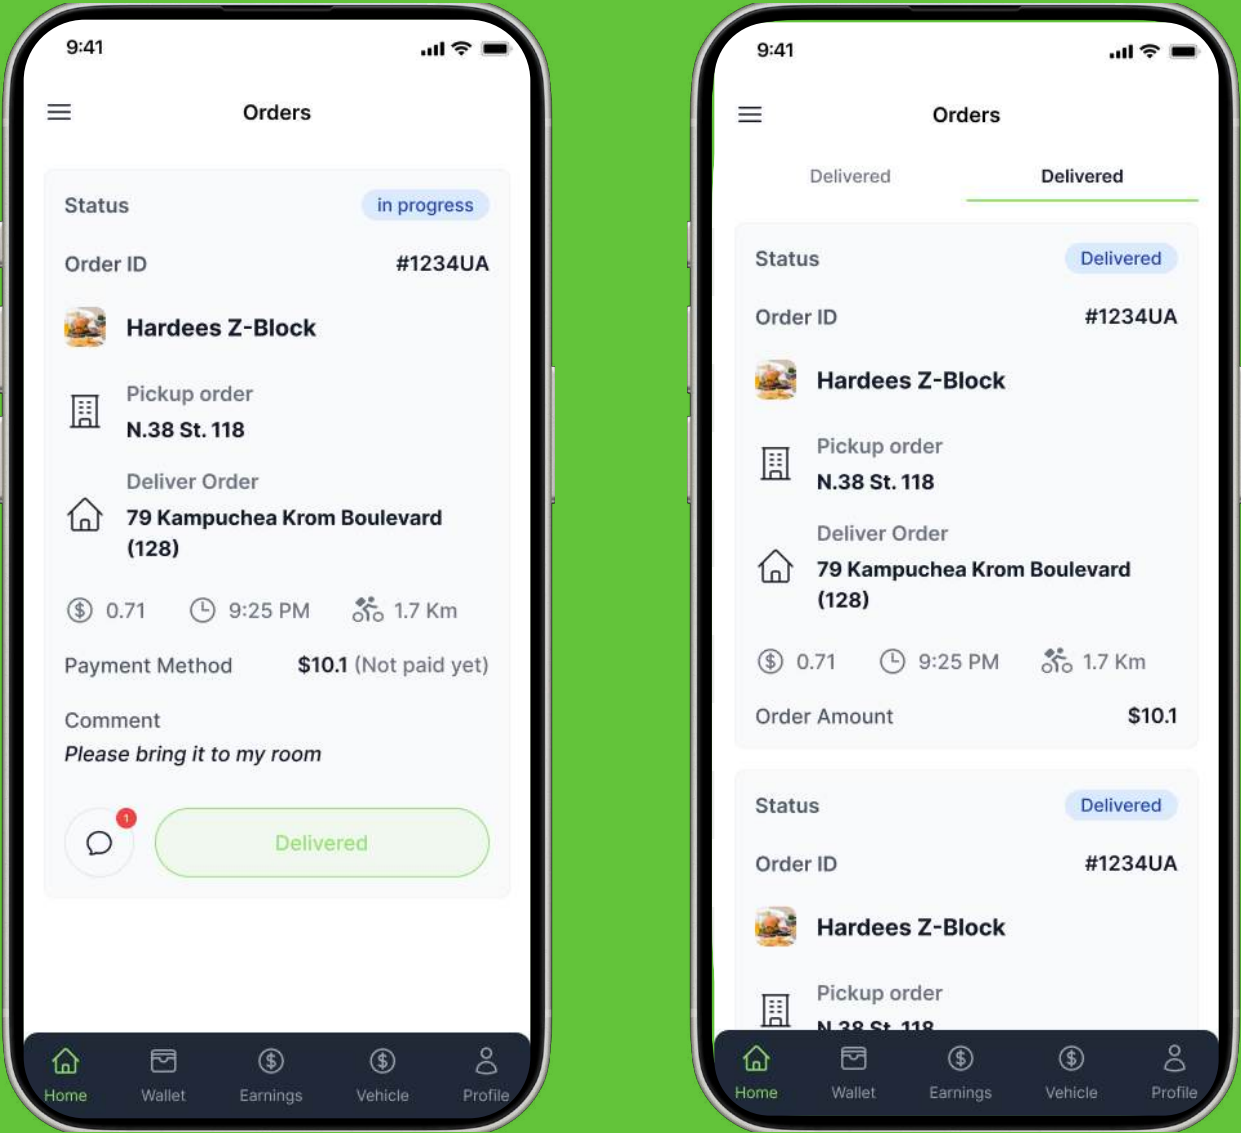 9:41
Orders
Status
in progress
Order ID
#1234UA
Hardees Z-Block
Pickup order
N.38 St. 118
Deliver Order
79 Kampuchea Krom Boulevard
(128)
0.71
9:25 PM
1.7 Km
Payment Method
$10.1 (Not paid yet)
Comment
Please bring it to my room
1
Delivered
Home
Wallet
Earnings
Vehicle
Profile
9:41
Orders
Delivered
Delivered
Status
Delivered
Order ID
#1234UA
Hardees Z-Block
Pickup order
N.38 St. 118
Deliver Order
79 Kampuchea Krom Boulevard
(128)
0.71
9:25 PM
1.7 Km
Order Amount
$10.1
Status
Delivered
Order ID
#1234UA
Hardees Z-Block
Pickup order
N.38 St. 118
Home
Wallet
Earnings
Vehicle
Profile